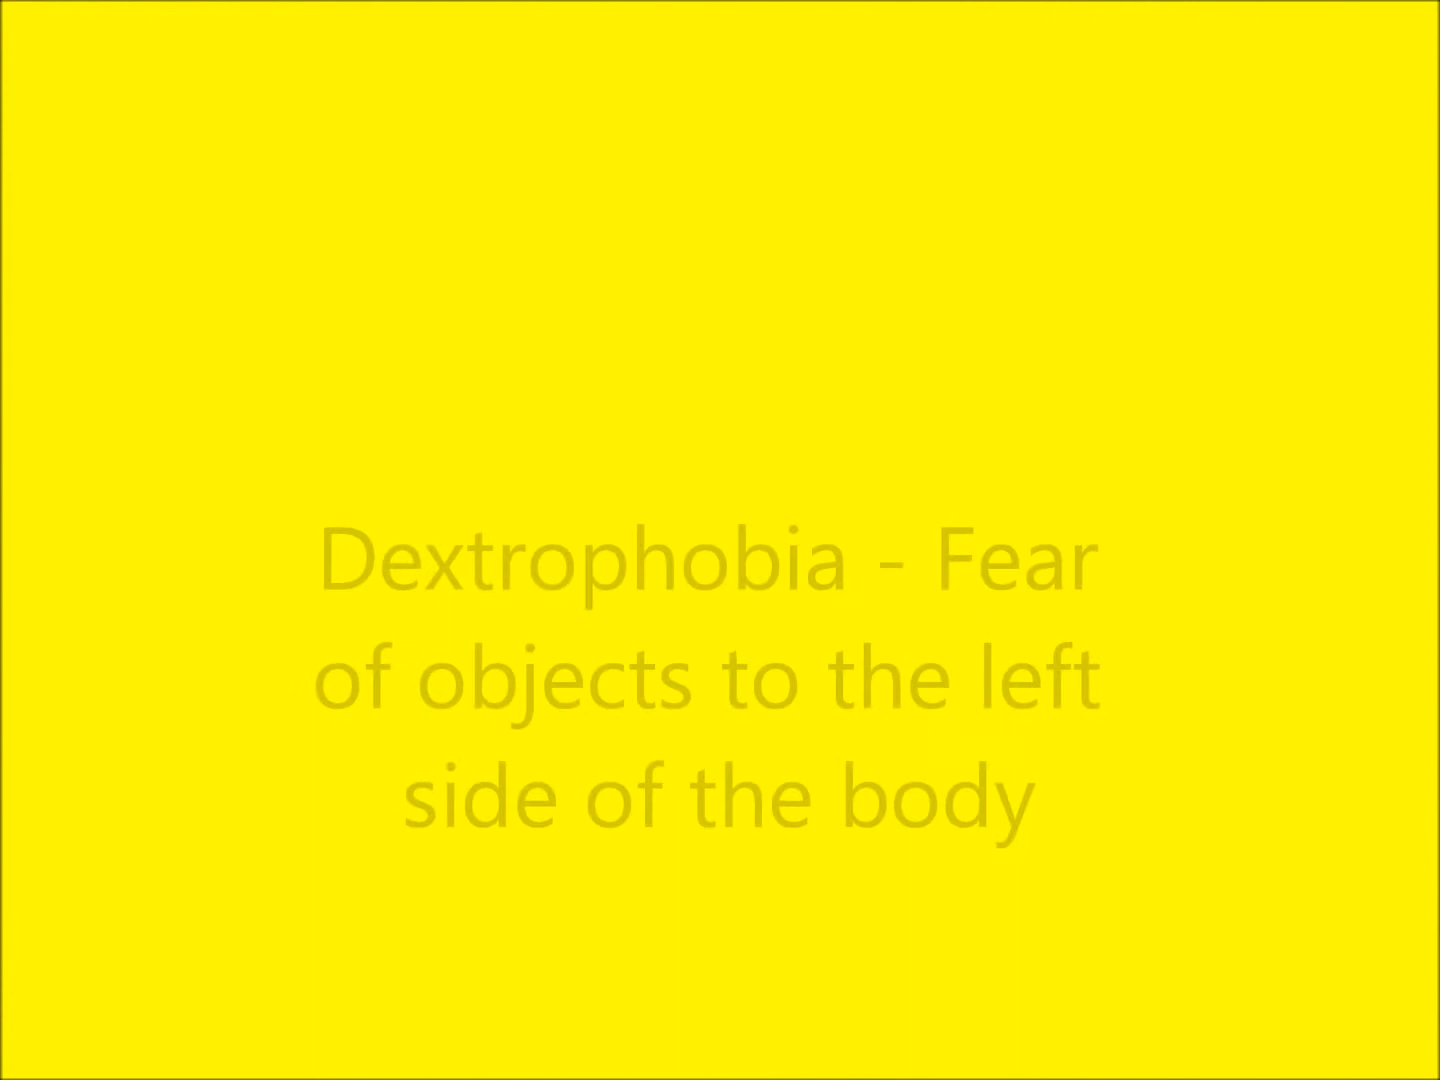 Dextrophobia - Fear
of objects to the left
side of the body